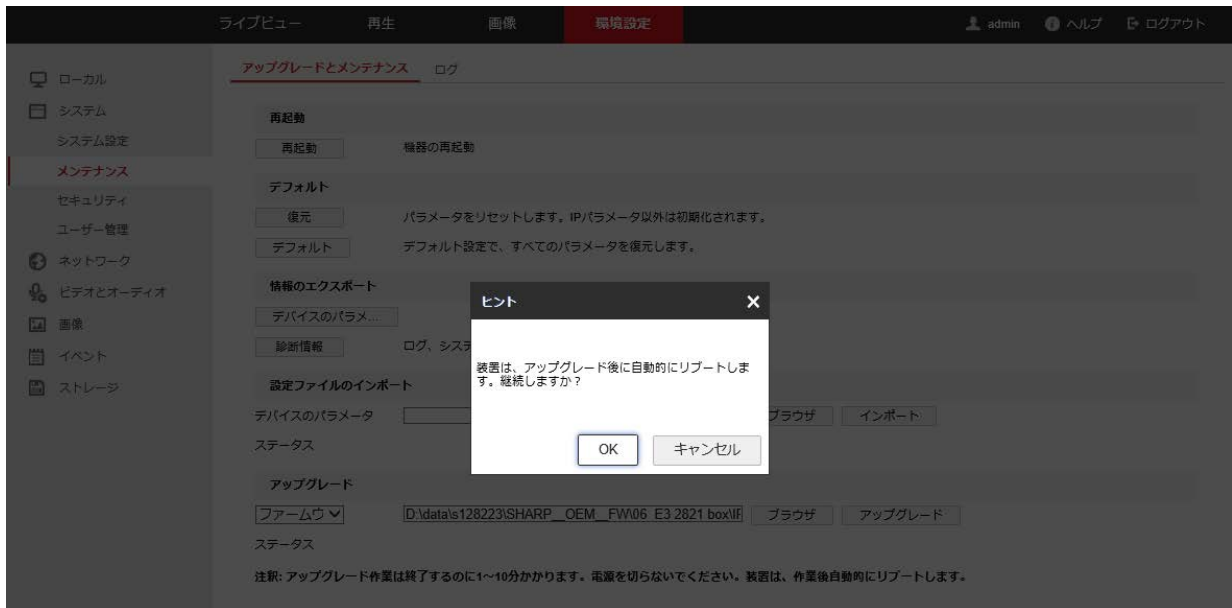 ライブビュー 再生 画像 環境設定 admin ヘルプ ログアウト
アップグレードとメンテナンス ログ
ローカル
システム
システム設定
メンテナンス
セキュリティ
ユーザー管理
ネットワーク
ビデオとオーディオ
画像
イベント
ストレージ
再起動
再起動 機器の再起動
デフォルト
復元 パラメータをリセットします。IPパラメータ以外は初期化されます。
デフォルト デフォルト設定で、すべてのパラメータを復元します。
情報のエクスポート
デバイスのパラメ...
診断情報 ログ、システ
設定ファイルのインポート
デバイスのパラメータ ブラウザ インポート
ステータス
アップグレード
ファームウ D:\data\s128223\SHARP__OEM__FW\06_E3 2821 box\IF ブラウザ アップグレード
ステータス
注釈: アップグレード作業は終了するのに1～10分かかります。電源を切らないでください。装置は、作業後自動的にリブートします。
ヒント
装置は、アップグレード後に自動的にリブートしま
す。継続しますか？
OK キャンセル